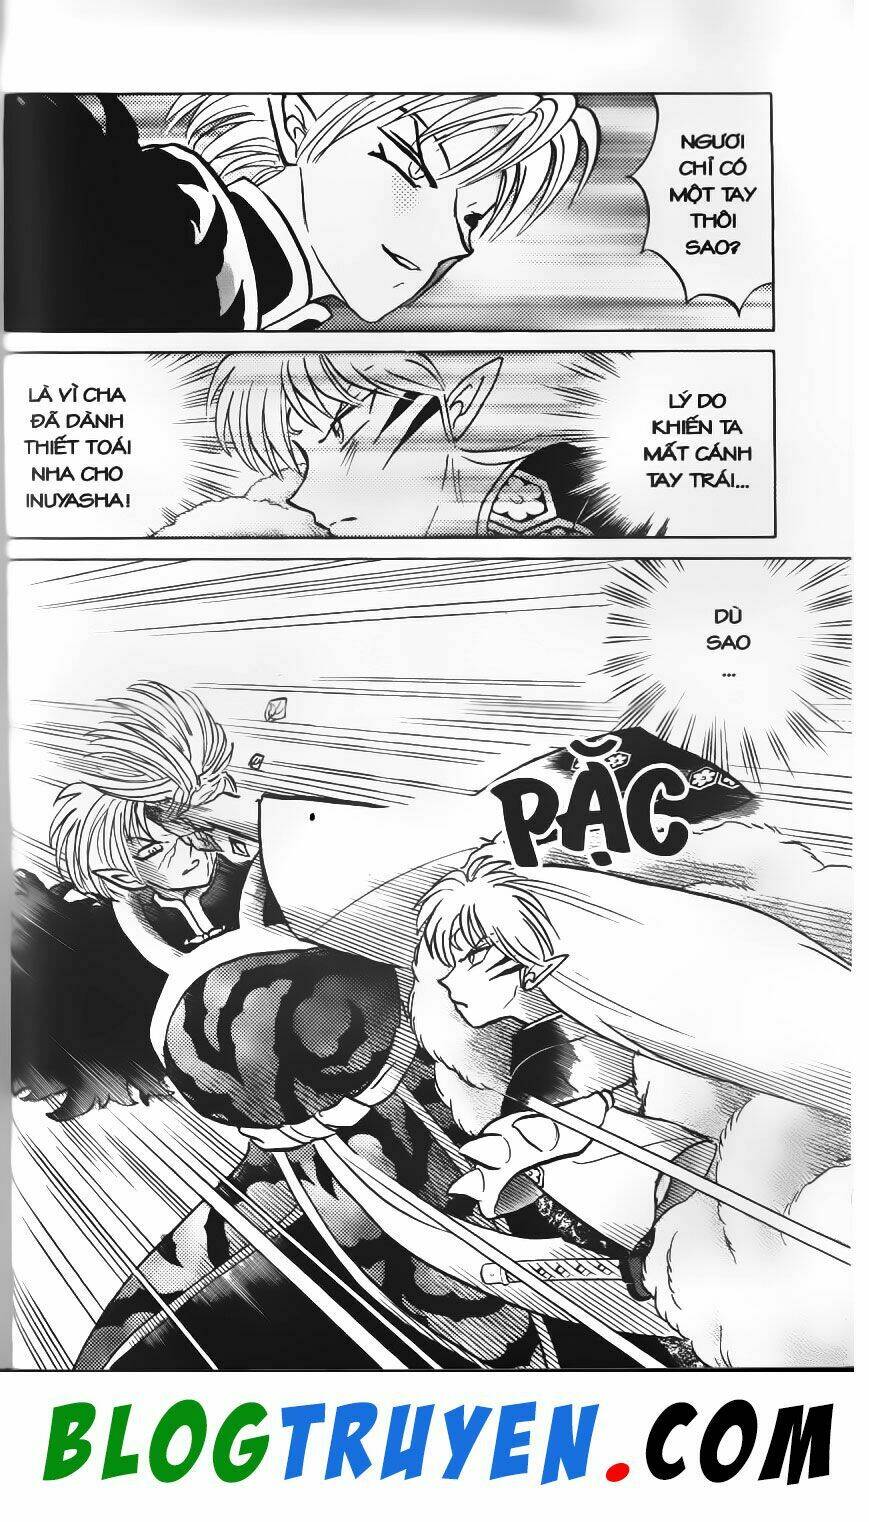 NGƯƠI
CHỈ CÓ
MỘT TAY
THÔI
SAO?
LÝ DO
KHIẾN TA
MẤT CÁNH
TAY TRÁI...
LÀ VÌ CHA
ĐÃ DÀNH
THIẾT TOÁI
NHA CHO
INUYASHA!
DÙ
SAO
...
PẶC
BLOGTRUYEN.COM